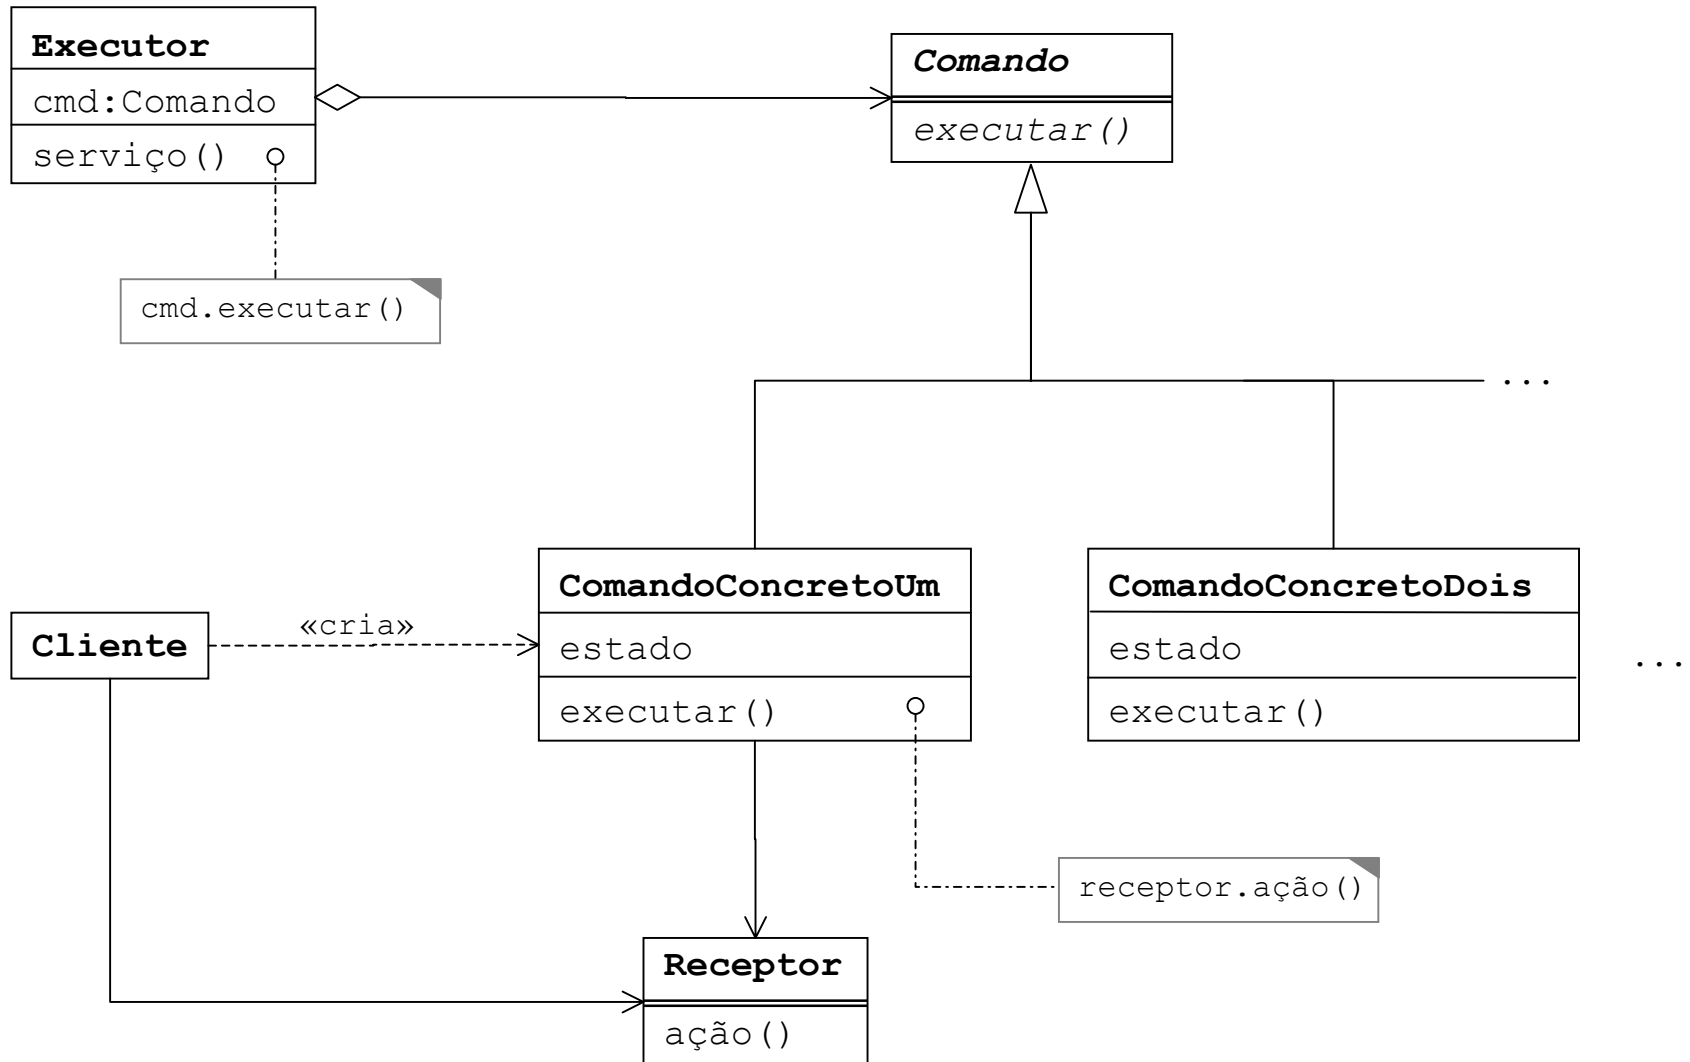 Executor
cmd:Comando
serviço()
cmd.executar()
Comando
executar()
...
Cliente
«cria»
ComandoConcretoUm
estado
executar()
ComandoConcretoDois
estado
executar()
...
receptor.ação()
Receptor
ação()